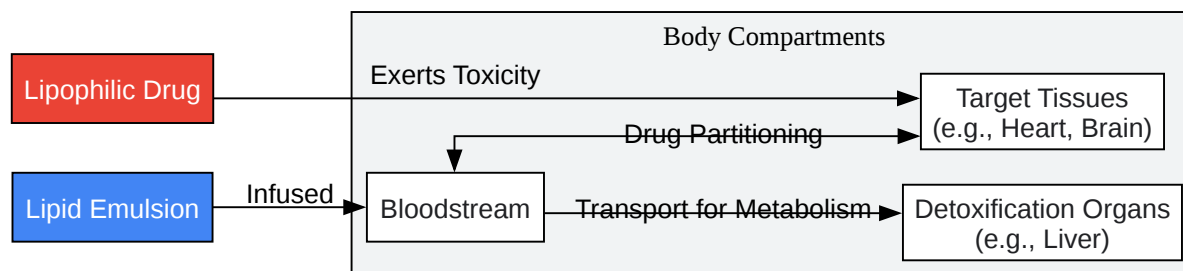 Body Compartments
Lipophilic Drug
Exerts Toxicity
Target Tissues
(e.g., Heart, Brain)
Drug Partitioning
Lipid Emulsion
Infused
Bloodstream
Transport for Metabolism
Detoxification Organs
(e.g., Liver)